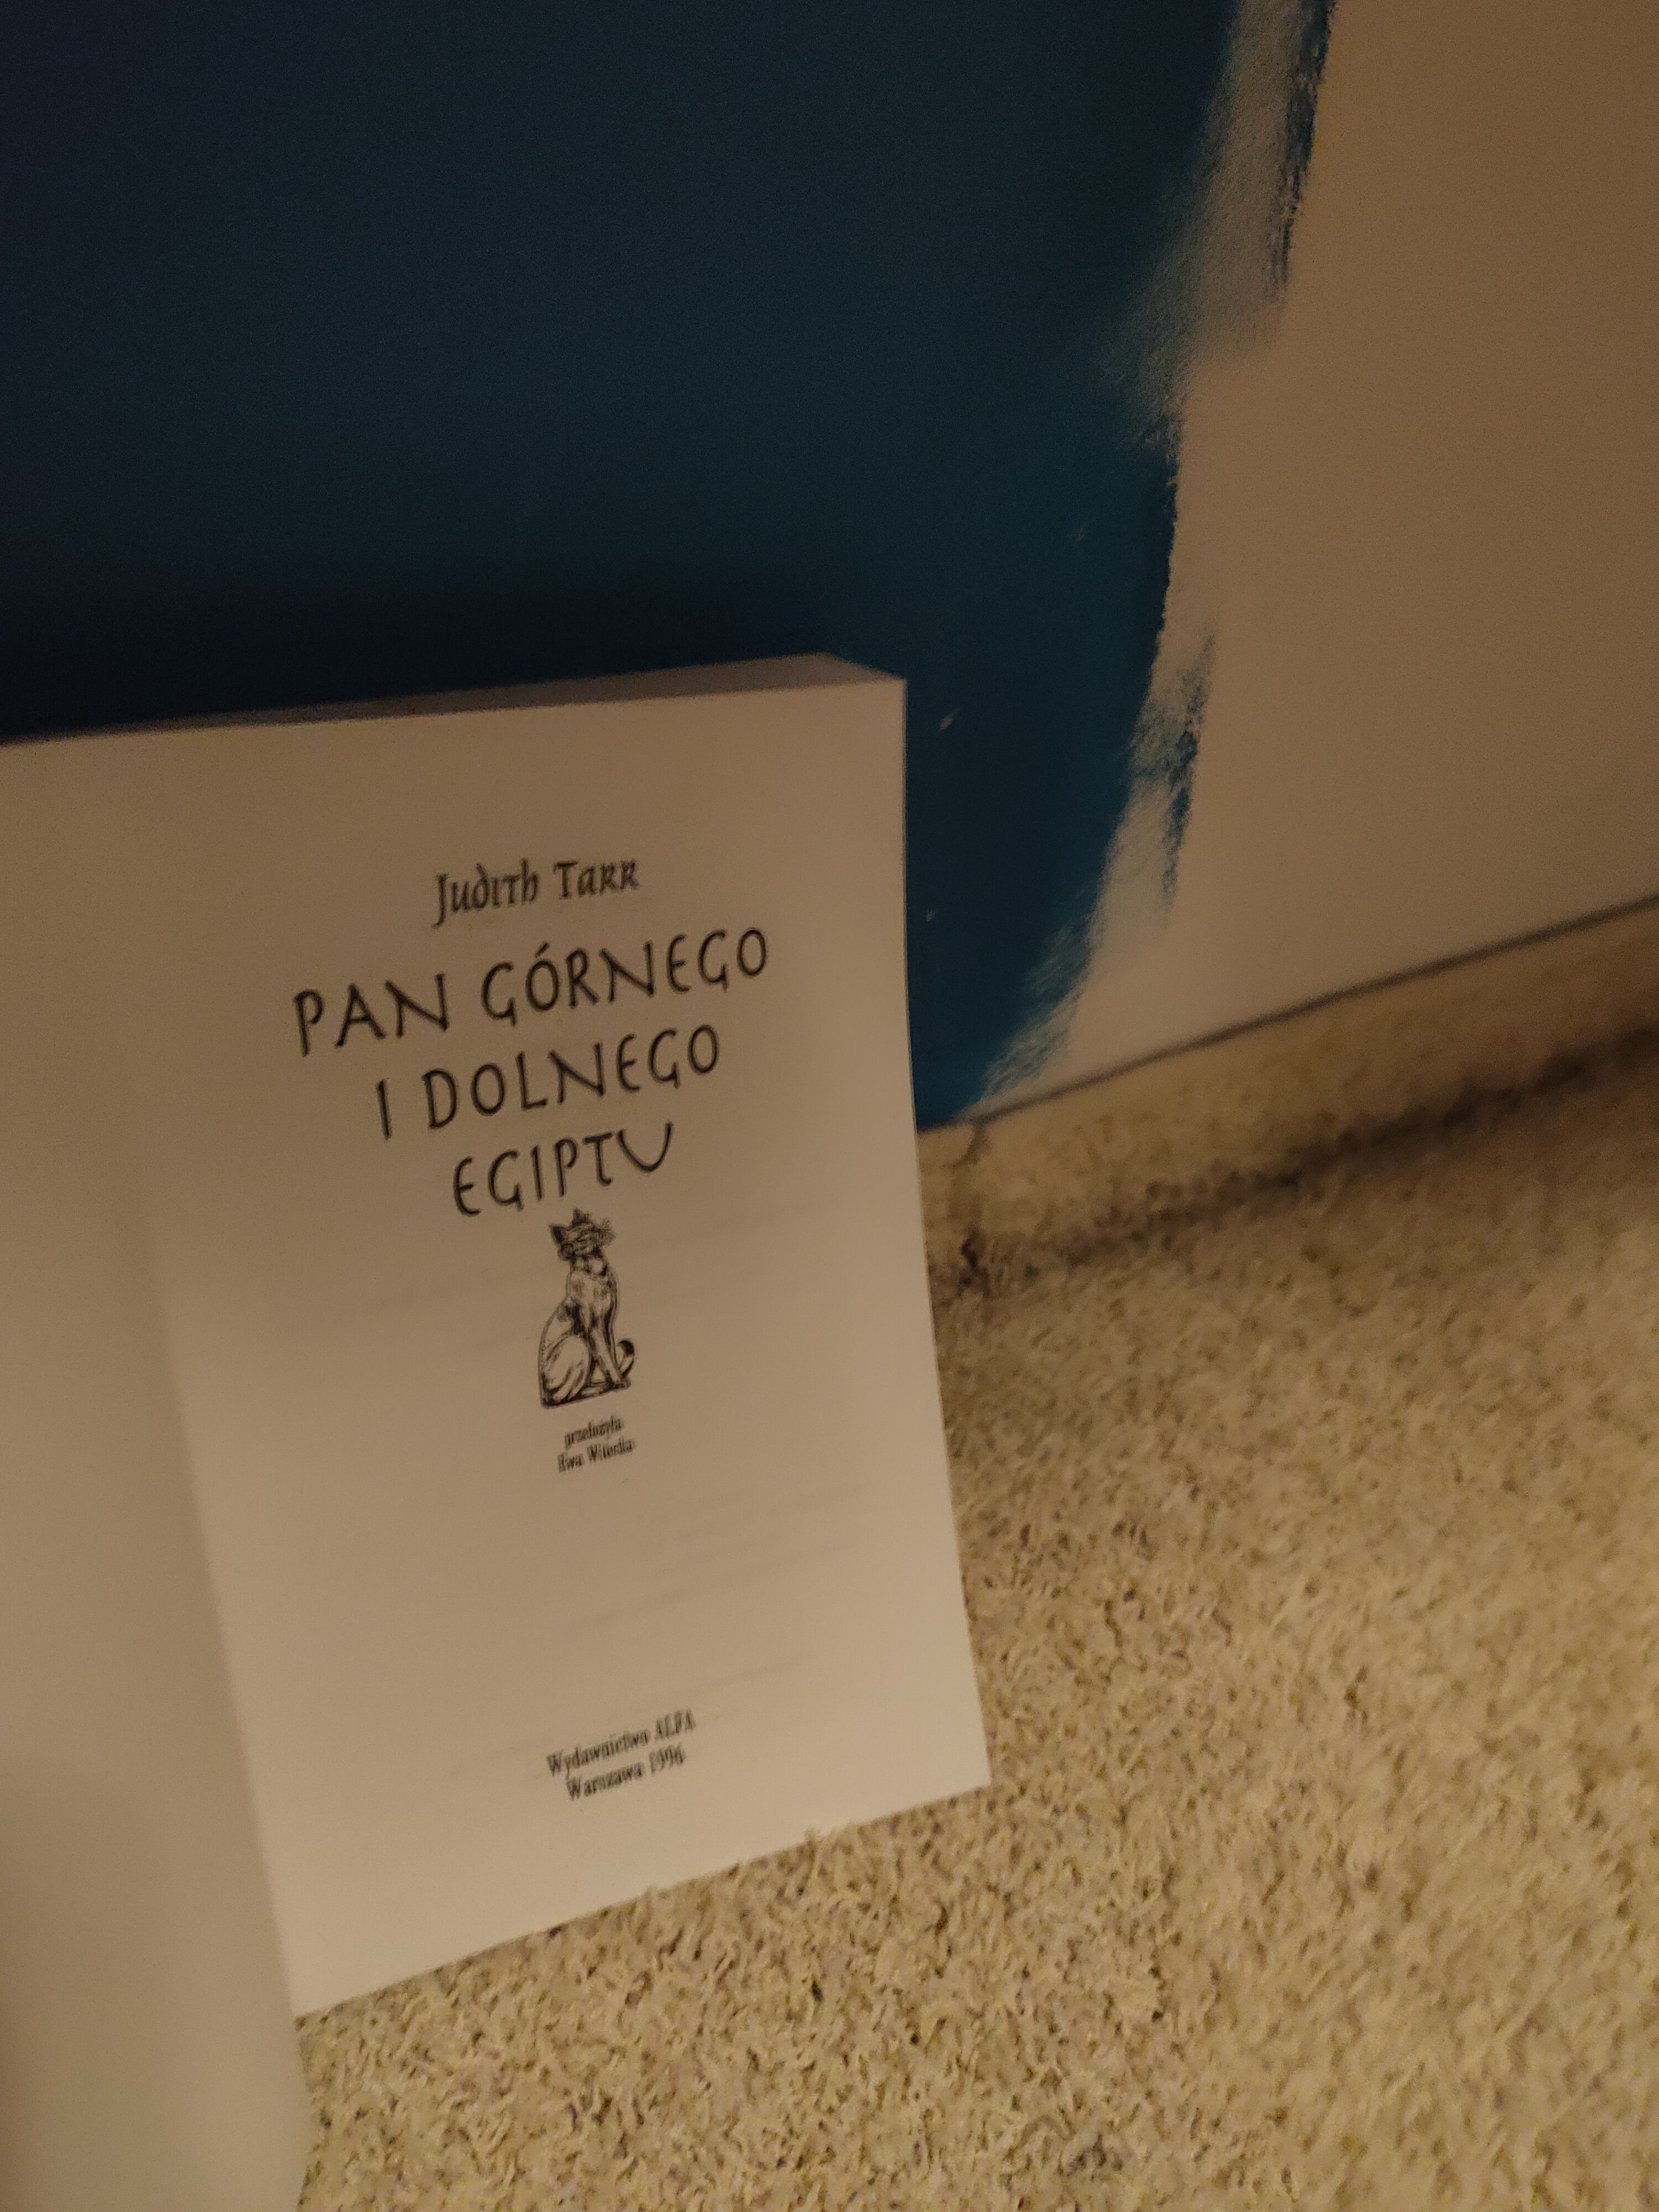 Judith Tarr
PAN GÓRNEGO
I DOLNEGO
EGIPTU
przełożyła
Ewa Witecka
Wydawnictwo ALFA
Warszawa 1996